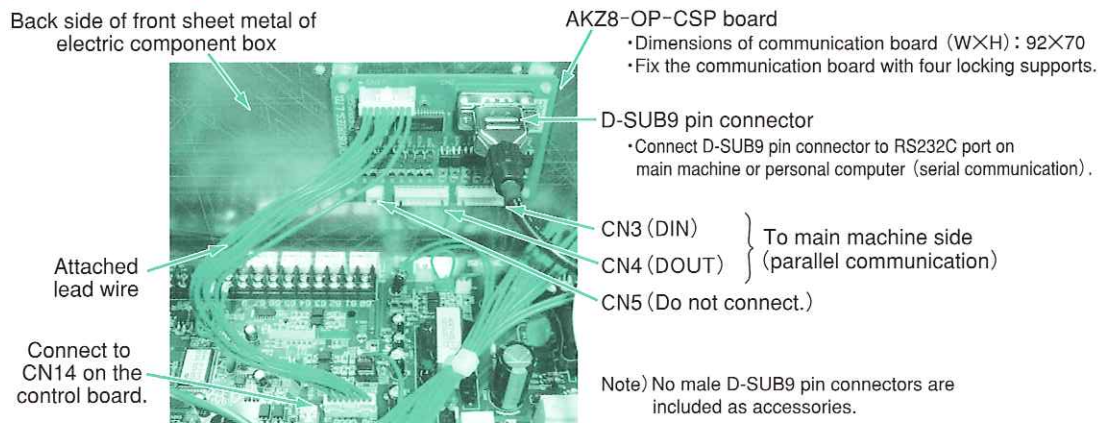 Back side of front sheet metal of
electric component box
AKZ8-OP-CSP board
・Dimensions of communication board (W×H): 92×70
・Fix the communication board with four locking supports.
D-SUB9 pin connector
・Connect D-SUB9 pin connector to RS232C port on
main machine or personal computer (serial communication).
CN3 (DIN)
CN4 (DOUT)
To main machine side
(parallel communication)
CN5 (Do not connect.)
Attached
lead wire
Connect to
CN14 on the
control board.
Note) No male D-SUB9 pin connectors are
included as accessories.